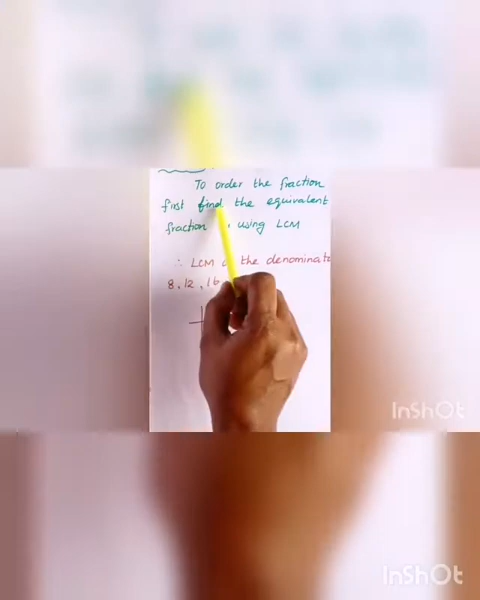 To order the fraction
first find the equivalent
fraction using LCM
∴ LCM the denominat
8, 12, 16
InShOt
InShOt